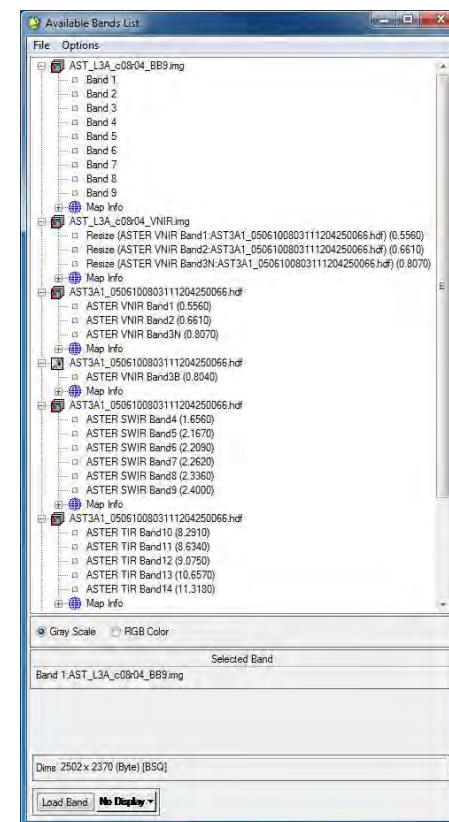 Available Bands List
File Options
AST_L3A_c08r04_BB9.img
Band 1
Band 2
Band 3
Band 4
Band 5
Band 6
Band 7
Band 8
Band 9
Map Info
AST_L3A_c08r04_VNIR.img
Resize (ASTER VNIR Band1:AST3A1_0506100803111204250066.hdf) (0.5560)
Resize (ASTER VNIR Band2:AST3A1_0506100803111204250066.hdf) (0.6610)
Resize (ASTER VNIR Band3N:AST3A1_0506100803111204250066.hdf) (0.8070)
Map Info
AST3A1_0506100803111204250066.hdf
ASTER VNIR Band1 (0.5560)
ASTER VNIR Band2 (0.6610)
ASTER VNIR Band3N (0.8070)
Map Info
AST3A1_0506100803111204250066.hdf
ASTER VNIR Band3B (0.8040)
Map Info
AST3A1_0506100803111204250066.hdf
ASTER SWIR Band4 (1.6560)
ASTER SWIR Band5 (2.1670)
ASTER SWIR Band6 (2.2090)
ASTER SWIR Band7 (2.2620)
ASTER SWIR Band8 (2.3360)
ASTER SWIR Band9 (2.4000)
Map Info
AST3A1_0506100803111204250066.hdf
ASTER TIR Band10 (8.2910)
ASTER TIR Band11 (8.6340)
ASTER TIR Band12 (9.0750)
ASTER TIR Band13 (10.6570)
ASTER TIR Band14 (11.3180)
Map Info
Gray Scale RGB Color
Selected Band
Band 1:AST_L3A_c08r04_BB9.img
Dims 2502 x 2370 (Byte) [BSQ]
Load Band No Display